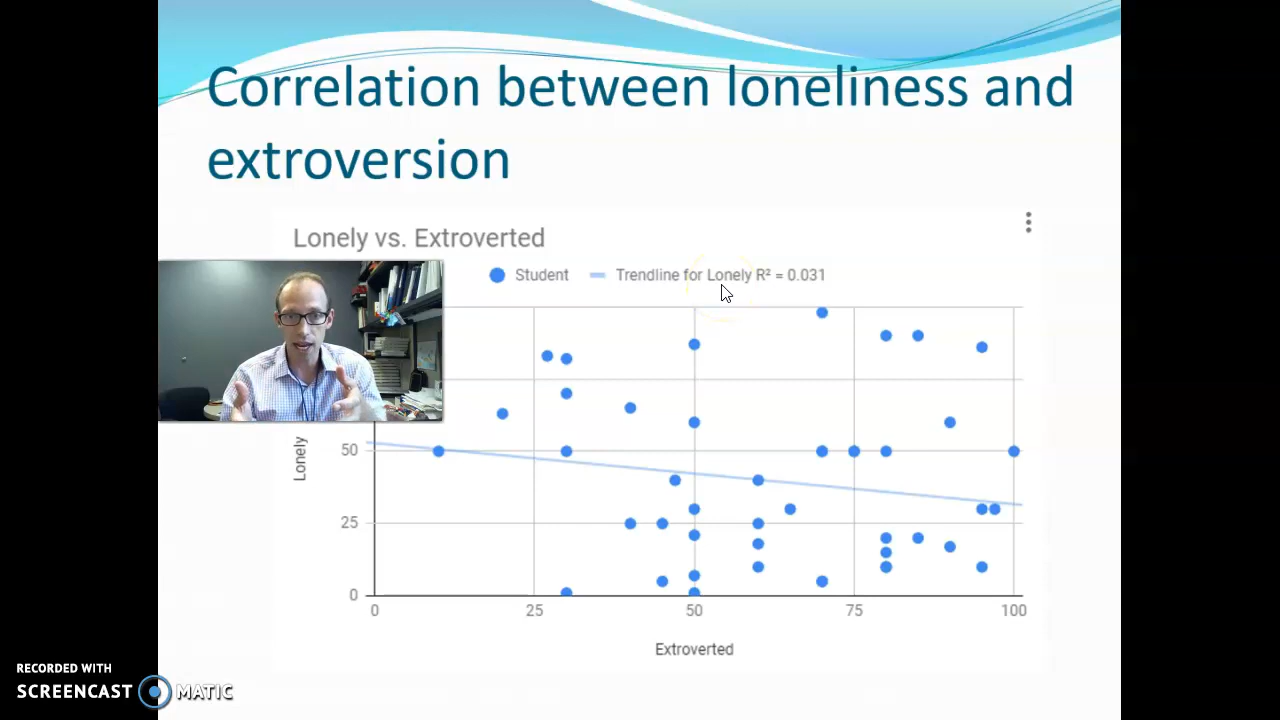 Correlation between loneliness and
extroversion
Lonely vs. Extroverted
Student Trendline for Lonely R² = 0.031
Lonely
50
25
0
0 25 50 75 100
Extroverted
RECORDED WITH
SCREENCAST MATIC